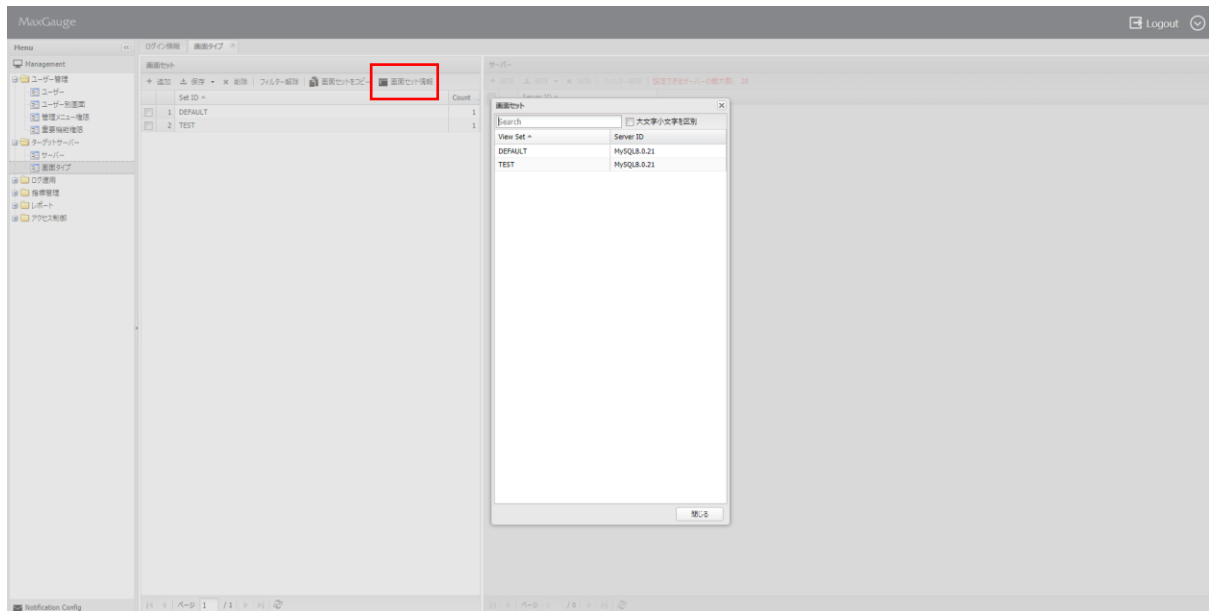 MaxGauge
Logout
Menu
ログイン情報 画面タイプ
Management
ユーザー管理
ユーザー
ユーザー別画面
管理メニュー権限
重要機能権限
ターゲットサーバー
サーバー
画面タイプ
ログ運用
指標管理
レポート
アクセス制御
Notification Config
画面セット
追加 保存 削除 フィルター解除 画面セットをコピー 画面セット情報
Set ID Count
1 DEFAULT 1
2 TEST 1
ページ 1 / 1
サーバー
Server ID
画面セット
Search 大文字小文字を区別
View Set Server ID
DEFAULT MySQL8.0.21
TEST MySQL8.0.21
閉じる
ページ / 0